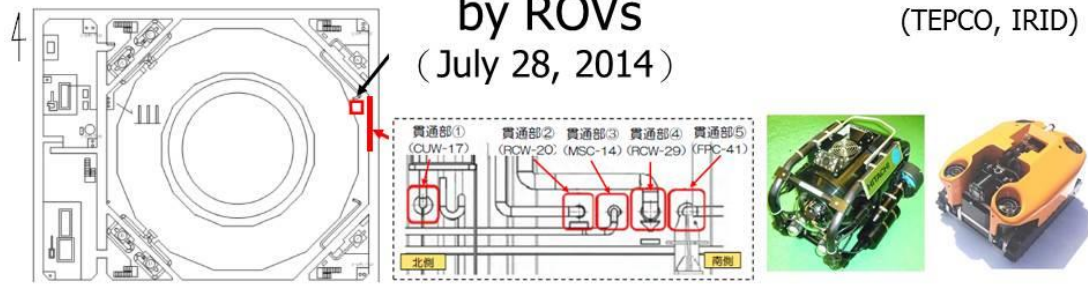 by ROVs
（July 28, 2014）
(TEPCO, IRID)
貫通部① 貫通部② 貫通部③ 貫通部④ 貫通部⑤
(CUW-17) (RCW-20) (MSC-14) (RCW-29) (FPC-41)
北側 南側
HITACHI